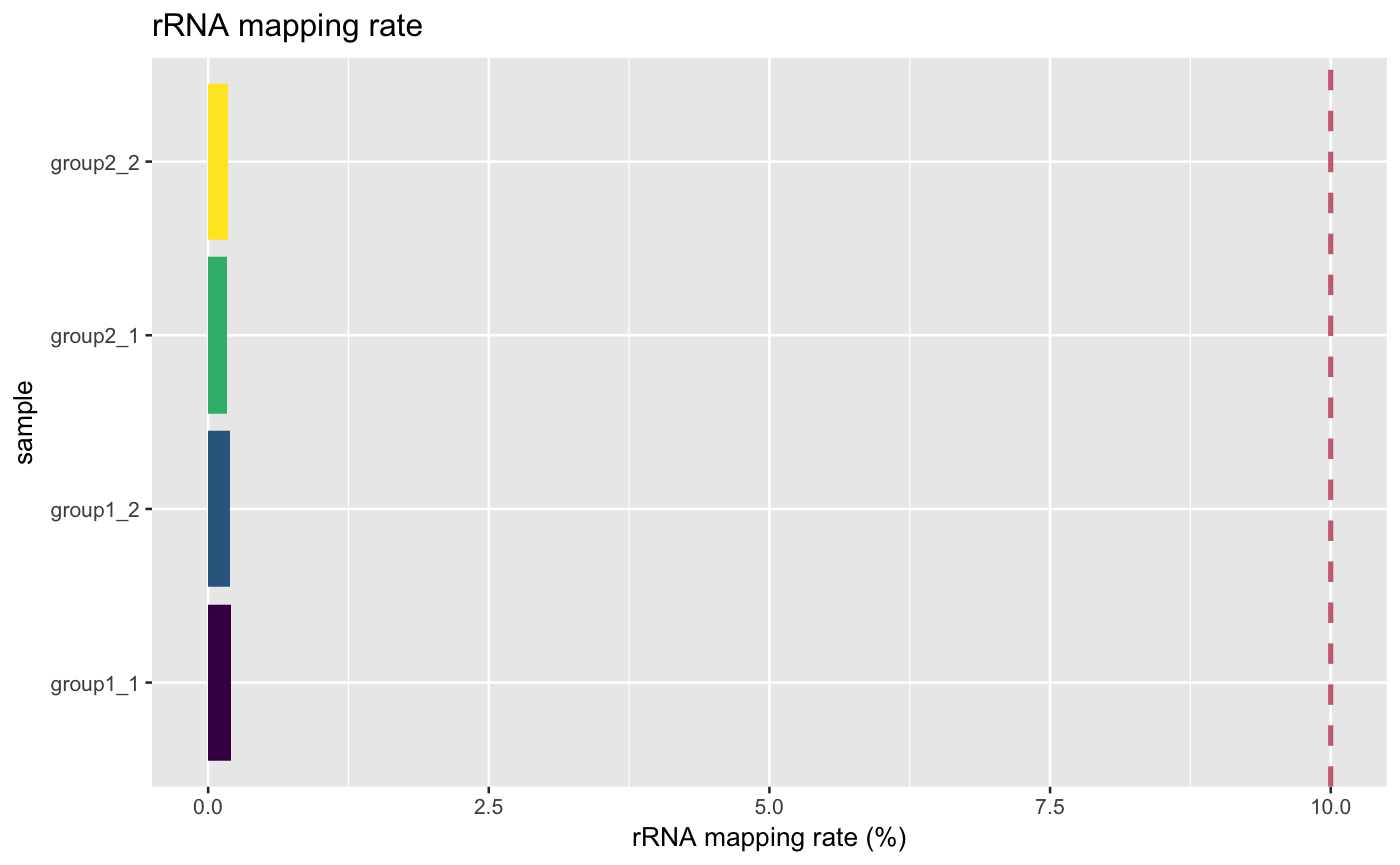 rRNA mapping rate
sample
group2_2
group2_1
group1_2
group1_1
0.0 2.5 5.0 7.5 10.0
rRNA mapping rate (%)